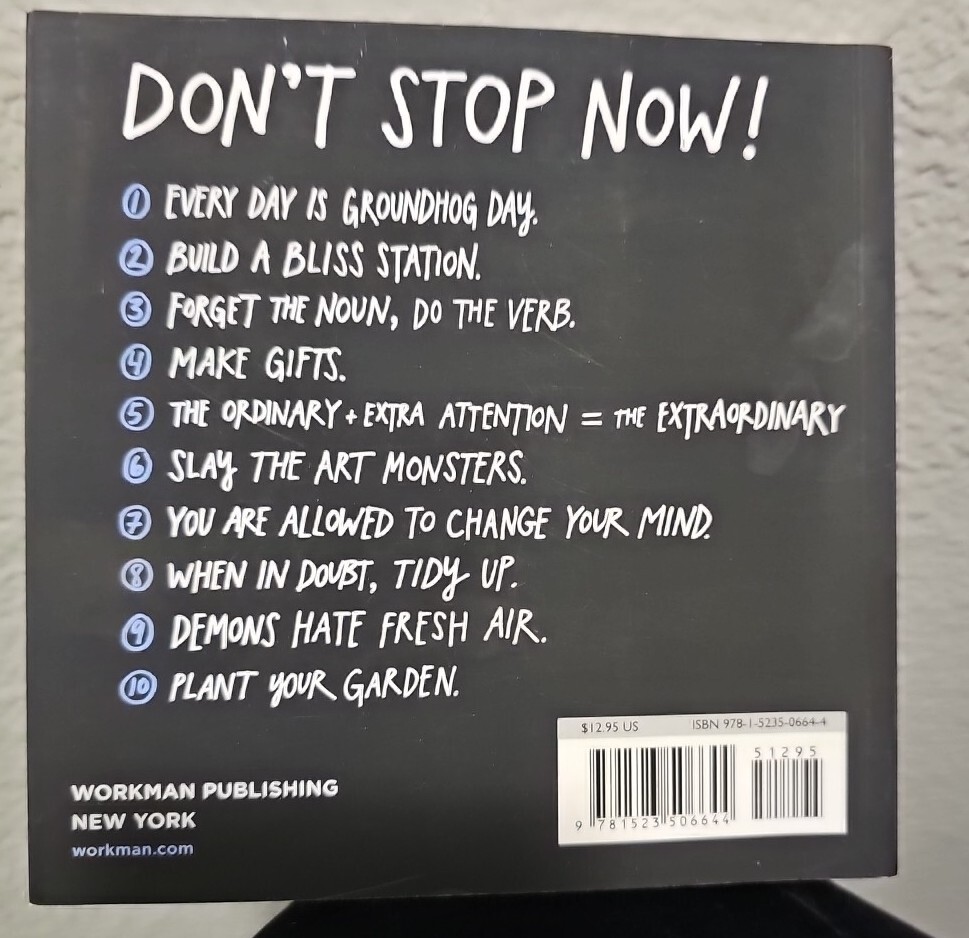 DON'T STOP NOW!
1 EVERY DAY IS GROUNDHOG DAY.
2 BUILD A BLISS STATION.
3 FORGET THE NOUN, DO THE VERB.
4 MAKE GIFTS.
5 THE ORDINARY + EXTRA ATTENTION = THE EXTRAORDINARY
6 SLAY THE ART MONSTERS.
7 YOU ARE ALLOWED TO CHANGE YOUR MIND.
8 WHEN IN DOUBT, TIDY UP.
9 DEMONS HATE FRESH AIR.
10 PLANT YOUR GARDEN.
$12.95 US ISBN 978-1-5235-0664-4
51295
9 781523 506644
WORKMAN PUBLISHING
NEW YORK
workman.com